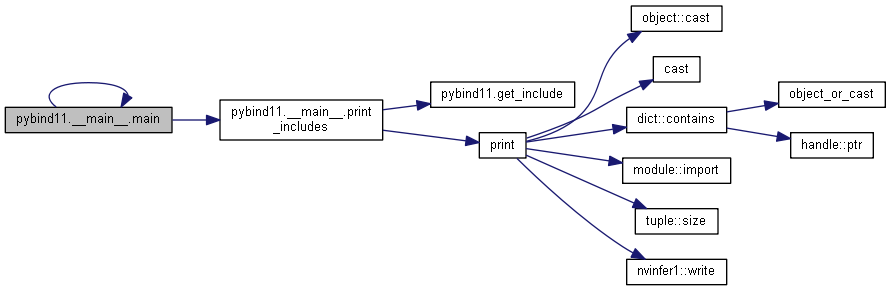 pybind11.__main__.main
pybind11.__main__.print
_includes
pybind11.get_include
print
object::cast
cast
dict::contains
module::import
tuple::size
nvinfer1::write
object_or_cast
handle::ptr